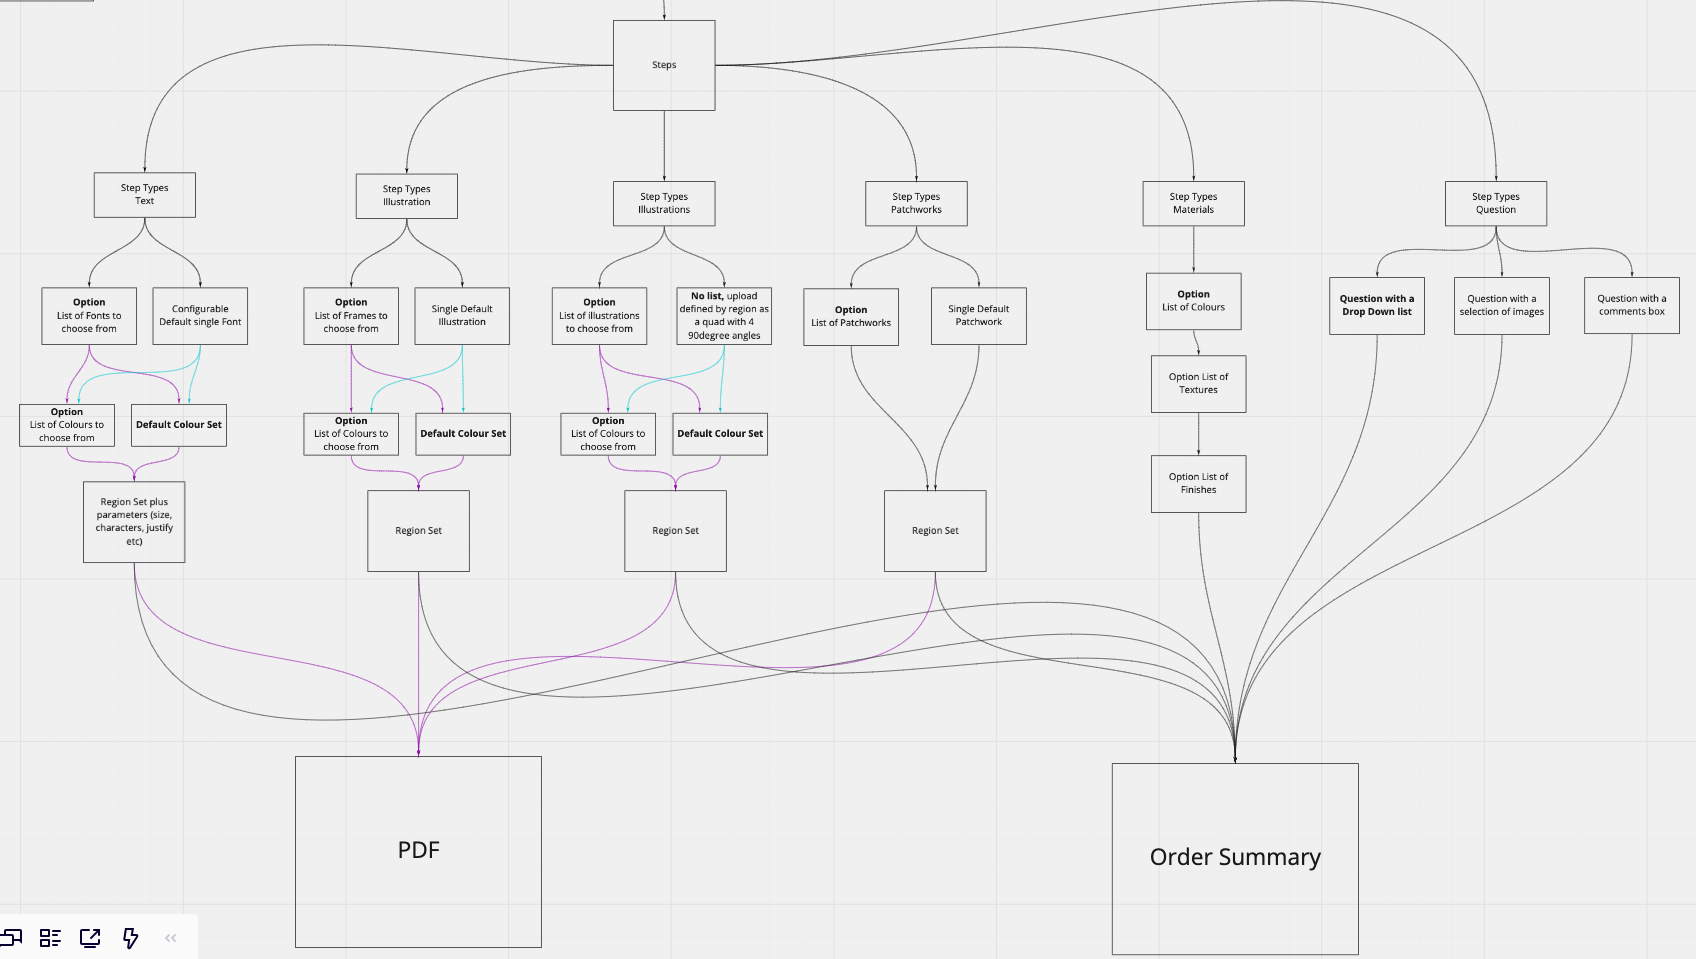 Steps
Step Types
Text
Step Types
Illustration
Step Types
Illustrations
Step Types
Patchworks
Step Types
Materials
Step Types
Question
Option
List of Fonts to
choose from
Configurable
Default single Font
Option
List of Frames to
choose from
Single Default
Illustration
Option
List of illustrations
to choose from
No list, upload
defined by region as
a quad with 4
90degree angles
Option
List of Patchworks
Single Default
Patchwork
Option
List of Colours
Question with a
Drop Down list
Question with a
selection of images
Question with a
comments box
Option List of
Textures
Option
List of Colours to
choose from
Default Colour Set
Option
List of Colours to
choose from
Default Colour Set
Option
List of Colours to
choose from
Default Colour Set
Option List of
Finishes
Region Set plus
parameters (size,
characters, justify
etc)
Region Set
Region Set
Region Set
PDF
Order Summary